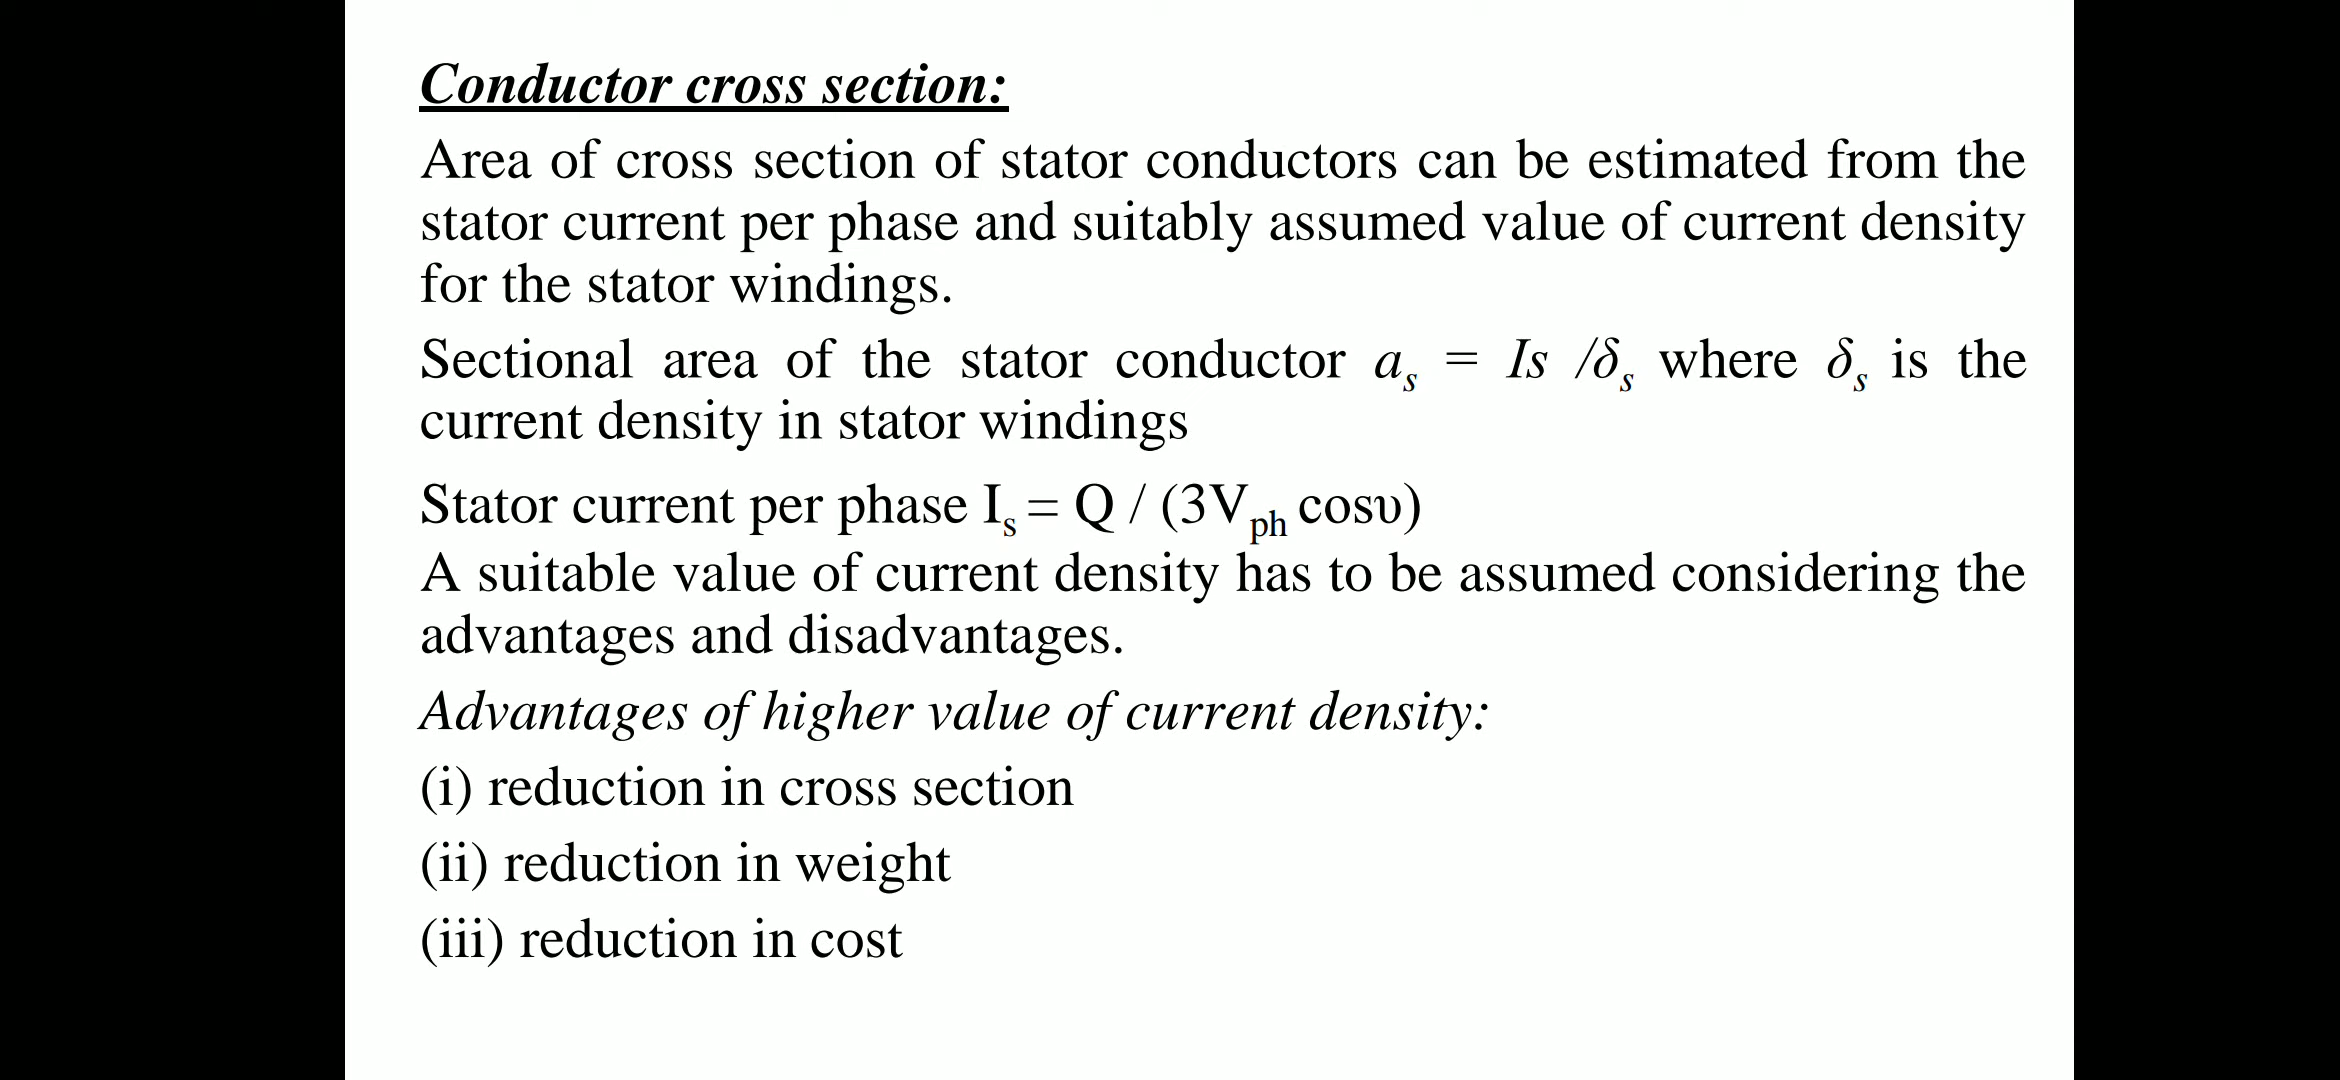 Conductor cross section:
Area of cross section of stator conductors can be estimated from the
stator current per phase and suitably assumed value of current density
for the stator windings.
Sectional area of the stator conductor aₛ = Is /δₛ where δₛ is the
current density in stator windings
Stator current per phase Iₛ = Q / (3Vₚₕ cosυ)
A suitable value of current density has to be assumed considering the
advantages and disadvantages.
Advantages of higher value of current density:
(i) reduction in cross section
(ii) reduction in weight
(iii) reduction in cost